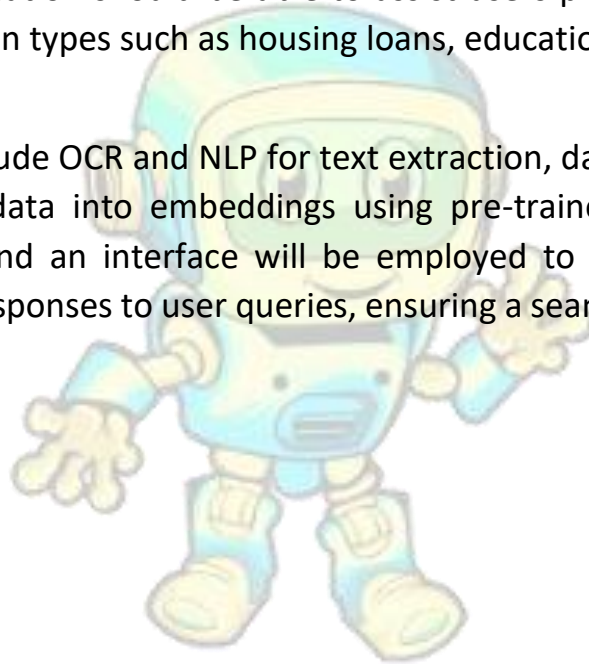 n types such as housing loans, educatio
ude OCR and NLP for text extraction, da
data into embeddings using pre-traine
nd an interface will be employed to
sponses to user queries, ensuring a sear